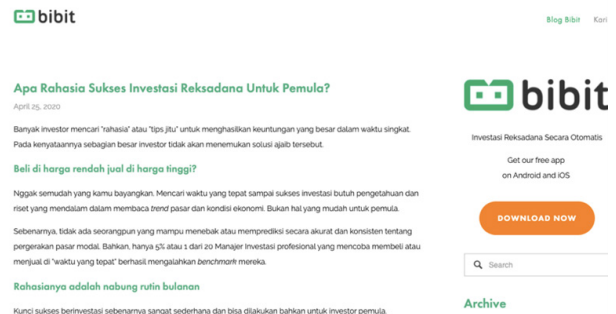 bibit
Blog Bibit Kari
Apa Rahasia Sukses Investasi Reksadana Untuk Pemula?
April 25, 2020
Banyak investor mencari "rahasia" atau "tips jitu" untuk menghasilkan keuntungan yang besar dalam waktu singkat.
Pada kenyataannya sebagian besar investor tidak akan menemukan solusi ajaib tersebut.
Beli di harga rendah jual di harga tinggi?
Nggak semudah yang kamu bayangkan. Mencari waktu yang tepat sampai sukses investasi butuh pengetahuan dan
riset yang mendalam dalam membaca trend pasar dan kondisi ekonomi. Bukan hal yang mudah untuk pemula.
Sebenarnya, tidak ada seorangpun yang mampu menebak atau memprediksi secara akurat dan konsisten tentang
pergerakan pasar modal. Bahkan, hanya 5% atau 1 dari 20 Manajer Investasi profesional yang mencoba membeli atau
menjual di "waktu yang tepat" berhasil mengalahkan benchmark mereka.
Rahasianya adalah nabung rutin bulanan
Kunci sukses berinvestasi sebenarnya sangat sederhana dan bisa dilakukan bahkan untuk investor pemula.
bibit
Investasi Reksadana Secara Otomatis
Get our free app
on Android and iOS
DOWNLOAD NOW
Search
Archive